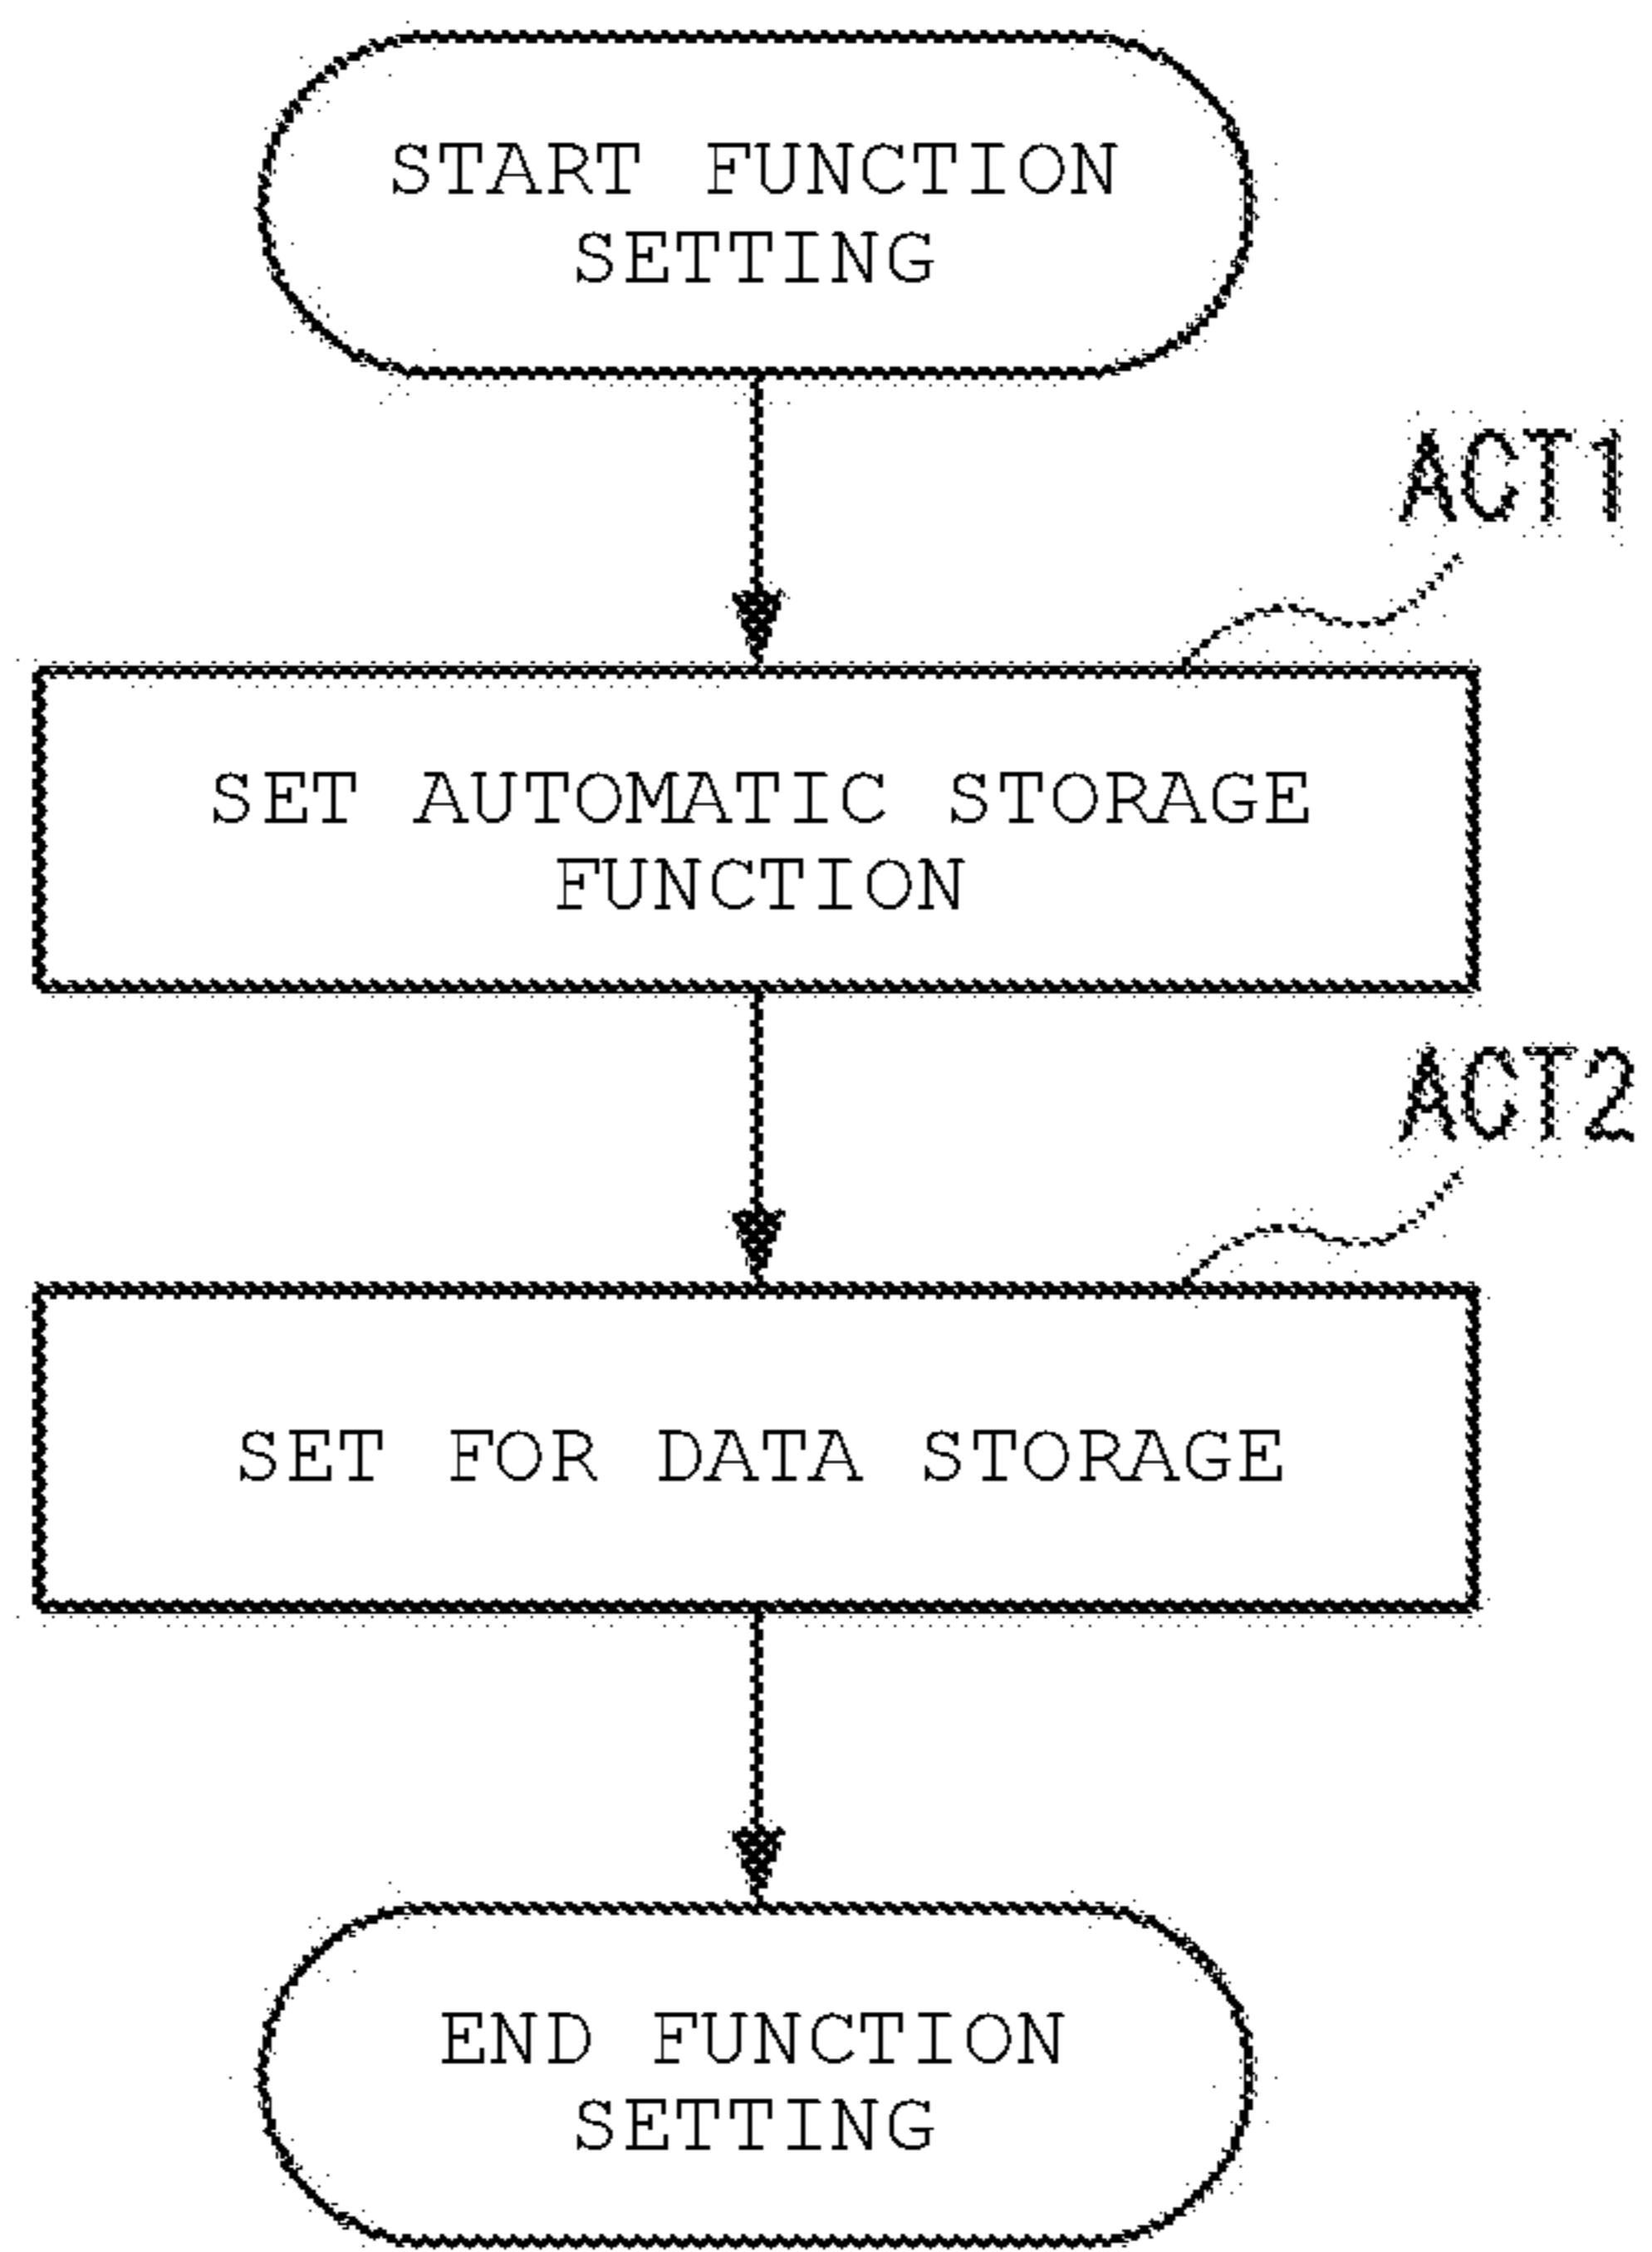 START FUNCTION
SETTING
ACT1
SET AUTOMATIC STORAGE
FUNCTION
ACT2
SET FOR DATA STORAGE
END FUNCTION
SETTING